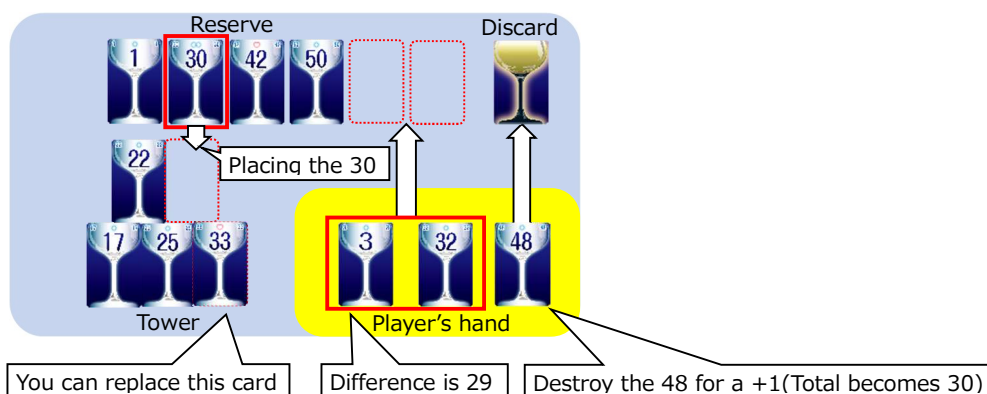 Reserve Discard
1 30 42 50
22
Placing the 30
17 25 33 3 32 48
Tower Player's hand
You can replace this card Difference is 29 Destroy the 48 for a +1(Total becomes 30)